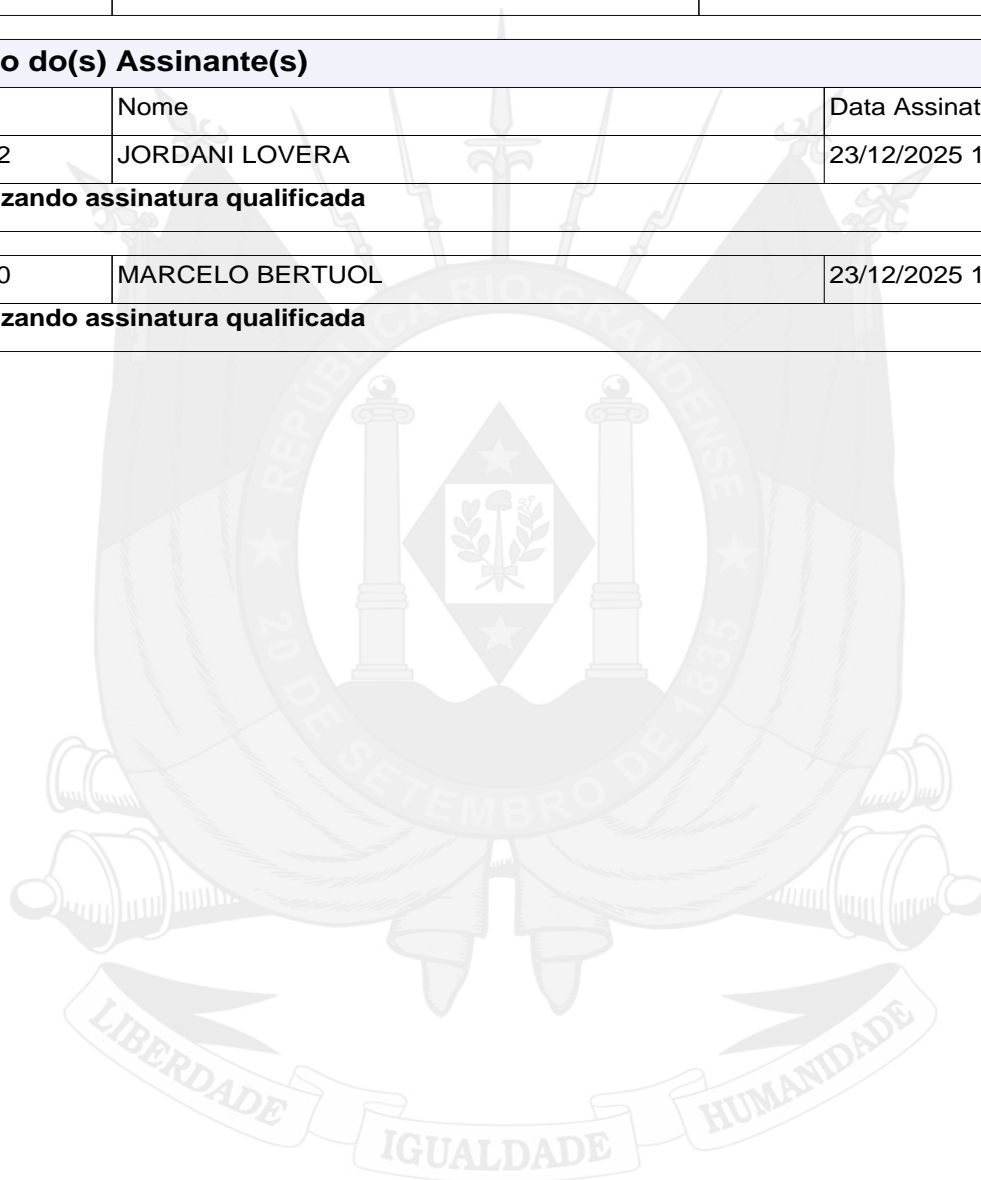 o do(s) Assinante(s)
Nome Data Assinat
2 JORDANI LOVERA 23/12/2025 1
zando assinatura qualificada
0 MARCELO BERTUOL 23/12/2025 1
zando assinatura qualificada
REPÚBLICA RIO-GRANDENSE
20 DE SETEMBRO DE 1835
LIBERDADE
IGUALDADE
HUMANIDADE